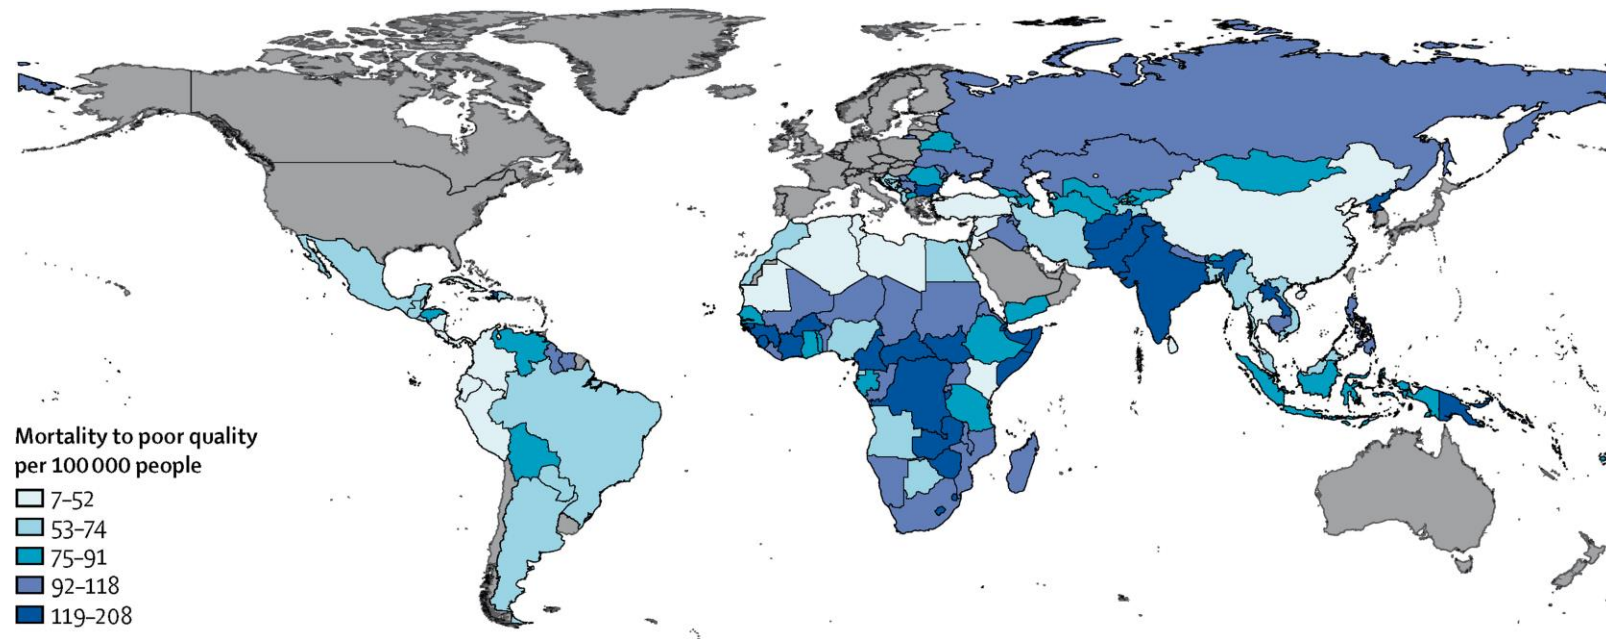 Mortality to poor quality
per 100 000 people
7–52
53–74
75–91
92–118
119–208